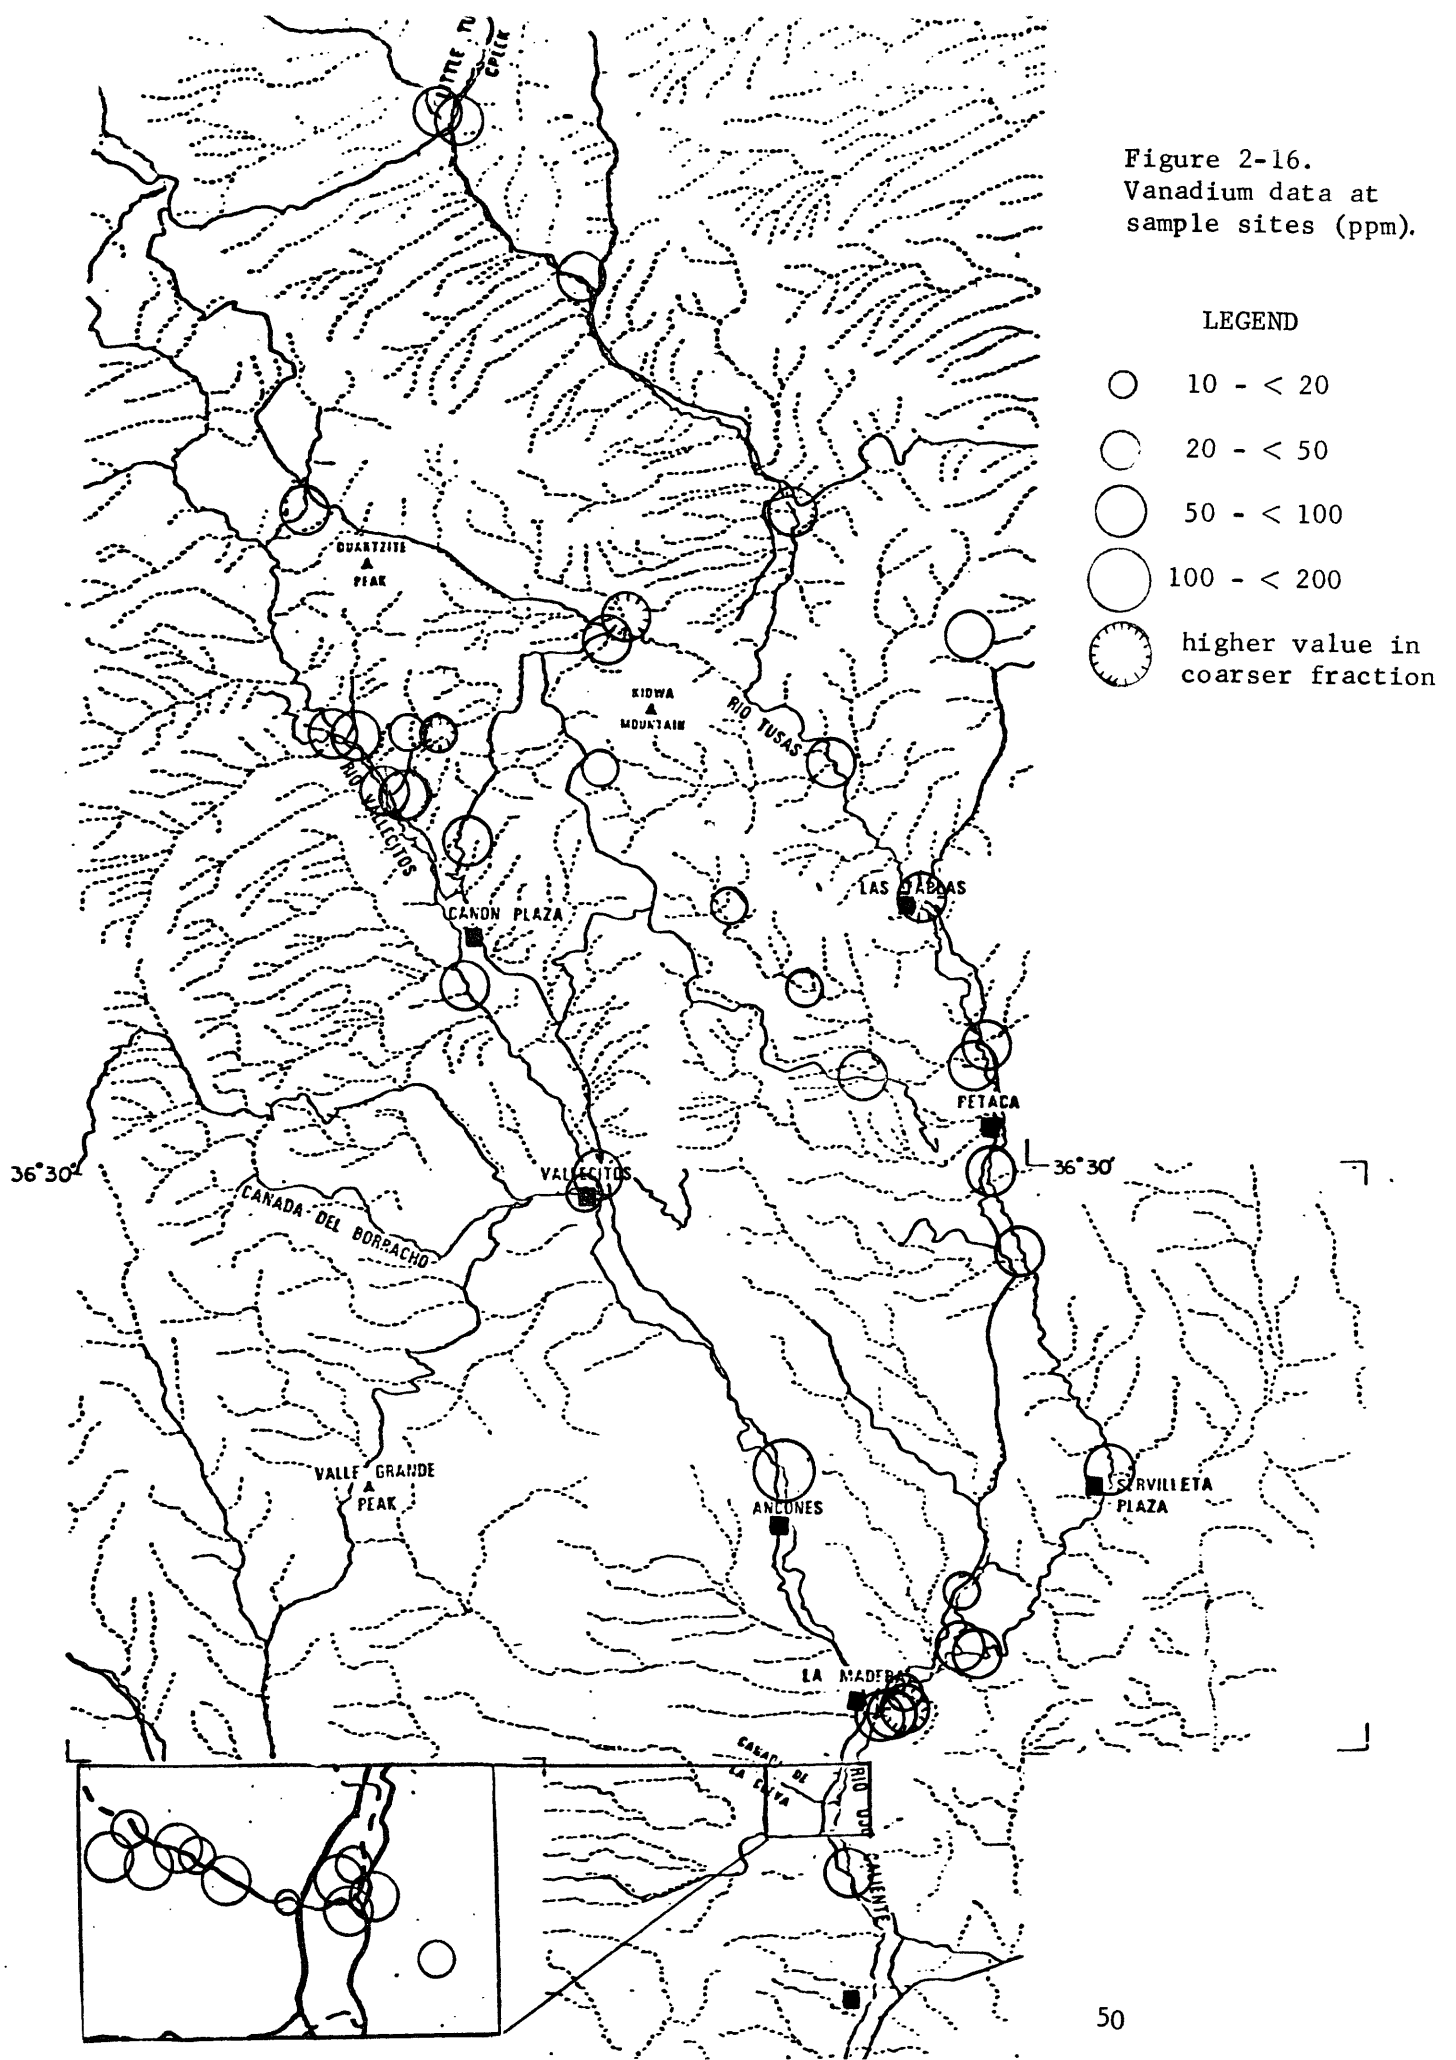 LITTLE TU
CREEK
Figure 2-16.
Vanadium data at
sample sites (ppm).
LEGEND
10 - < 20
20 - < 50
50 - < 100
100 - < 200
higher value in
coarser fraction
QUARTZITE
PEAK
KIOWA
MOUNTAIN
RIO TUSAS
RIO VALLECITOS
LAS TABLAS
CANON PLAZA
PETACA
36°30'
36°30'
VALLECITOS
CANADA DEL BORRACHO
VALLE GRANDE
PEAK
ANCONES
SERVILLETA
PLAZA
LA MADERA
DE
LA
RIO OJO
CALIENTE
50